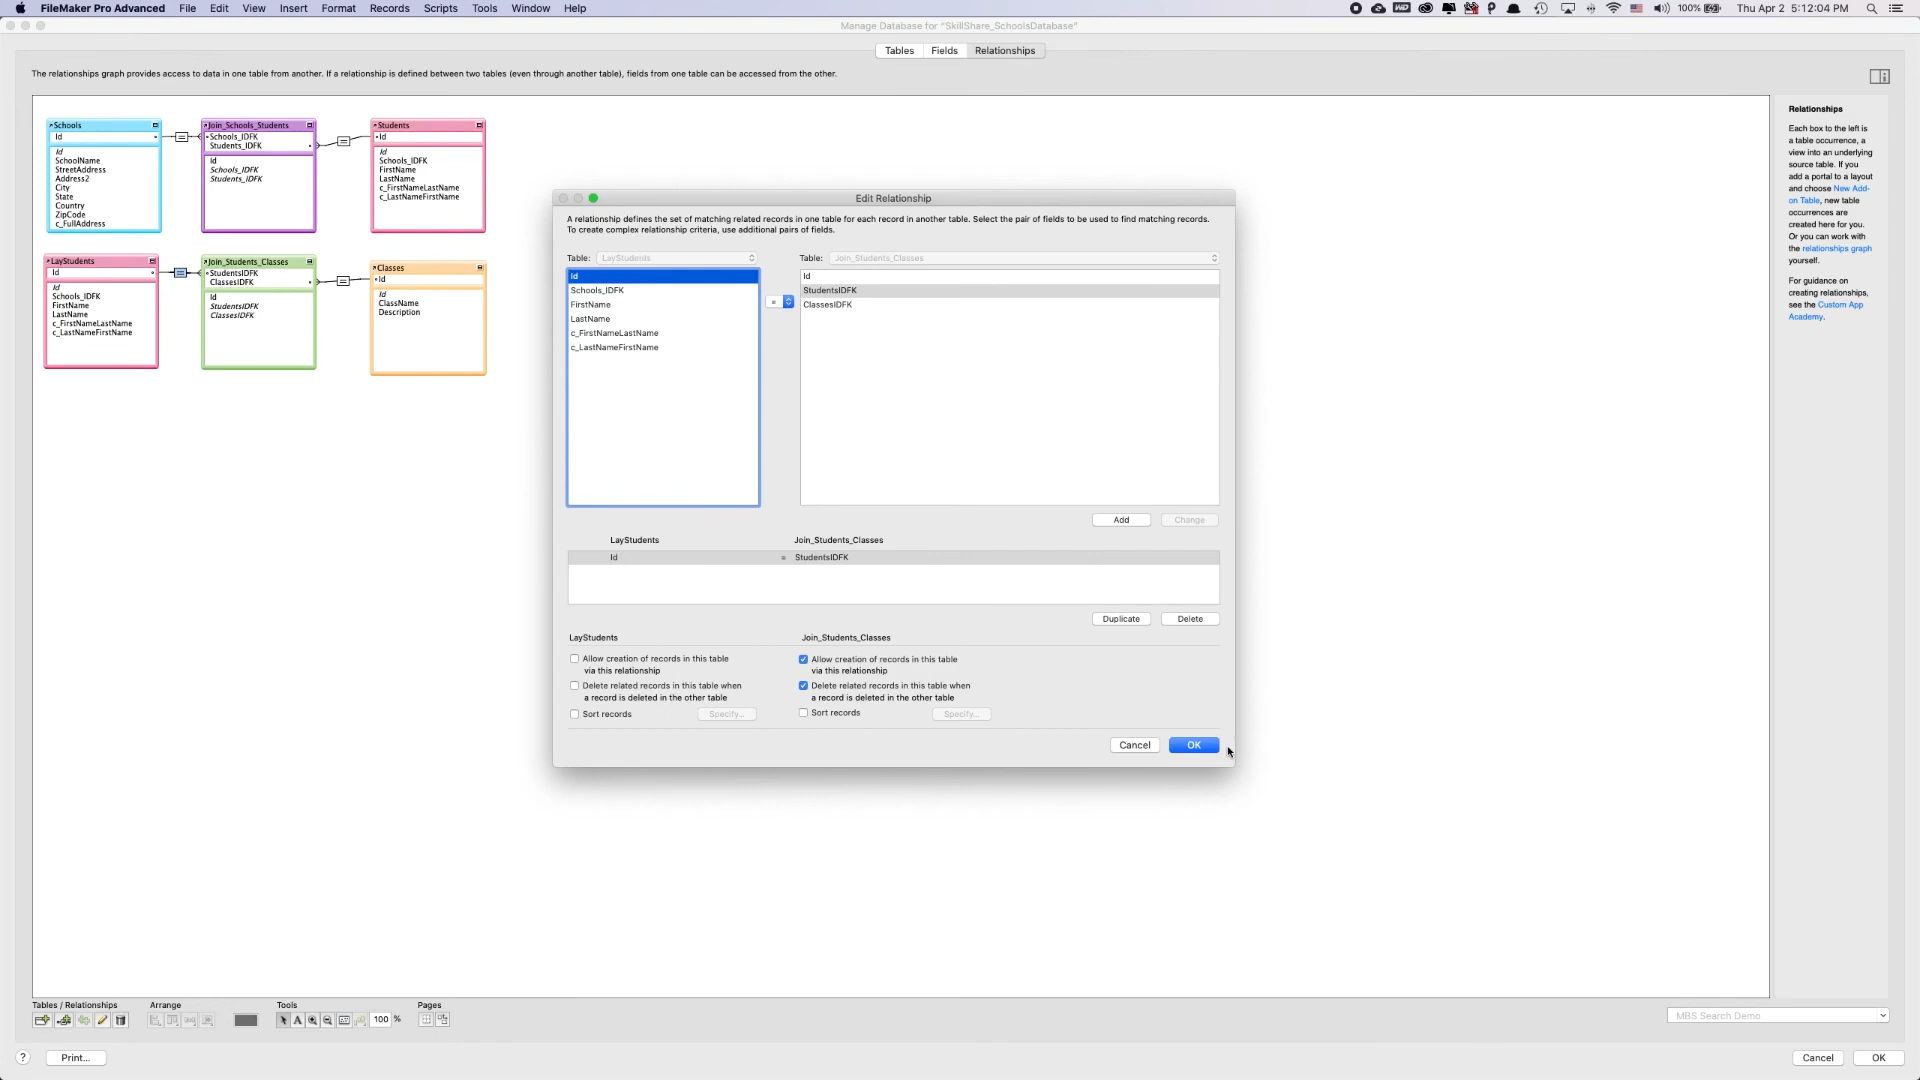 FileMaker Pro Advanced File Edit View Insert Format Records Scripts Tools Window Help 100% Thu Apr 2 5:12:04 PM
Manage Database for "SkillShare_SchoolsDatabase"
Tables Fields Relationships
The relationships graph provides access to data in one table from another. If a relationship is defined between two tables (even through another table), fields from one table can be accessed from the other.
Schools
Id
Id
SchoolName
StreetAddress
Address2
City
State
Country
ZipCode
c_FullAddress
Join_Schools_Students
Schools_IDFK
Students_IDFK
Id
Schools_IDFK
Students_IDFK
Students
Id
Id
Schools_IDFK
FirstName
LastName
c_FirstNameLastName
c_LastNameFirstName
LayStudents
Id
Id
Schools_IDFK
FirstName
LastName
c_FirstNameLastName
c_LastNameFirstName
Join_Students_Classes
StudentsIDFK
ClassesIDFK
Id
StudentsIDFK
ClassesIDFK
Classes
Id
Id
ClassName
Description
Edit Relationship
A relationship defines the set of matching related records in one table for each record in another table. Select the pair of fields to be used to find matching records.
To create complex relationship criteria, use additional pairs of fields.
Table: LayStudents
Table: Join_Students_Classes
Id
Schools_IDFK
FirstName
LastName
c_FirstNameLastName
c_LastNameFirstName
=
Id
StudentsIDFK
ClassesIDFK
Add Change
LayStudents Join_Students_Classes
Id = StudentsIDFK
Duplicate Delete
LayStudents
Allow creation of records in this table
via this relationship
Delete related records in this table when
a record is deleted in the other table
Sort records Specify...
Join_Students_Classes
Allow creation of records in this table
via this relationship
Delete related records in this table when
a record is deleted in the other table
Sort records Specify...
Cancel OK
Relationships
Each box to the left is
a table occurrence, a
view into an underlying
source table. If you
add a portal to a layout
and choose New Add-
on Table, new table
occurrences are
created here for you.
Or you can work with
the relationships graph
yourself.
For guidance on
creating relationships,
see the Custom App
Academy.
Tables / Relationships Arrange Tools Pages
A 100 %
MBS Search Demo
? Print... Cancel OK